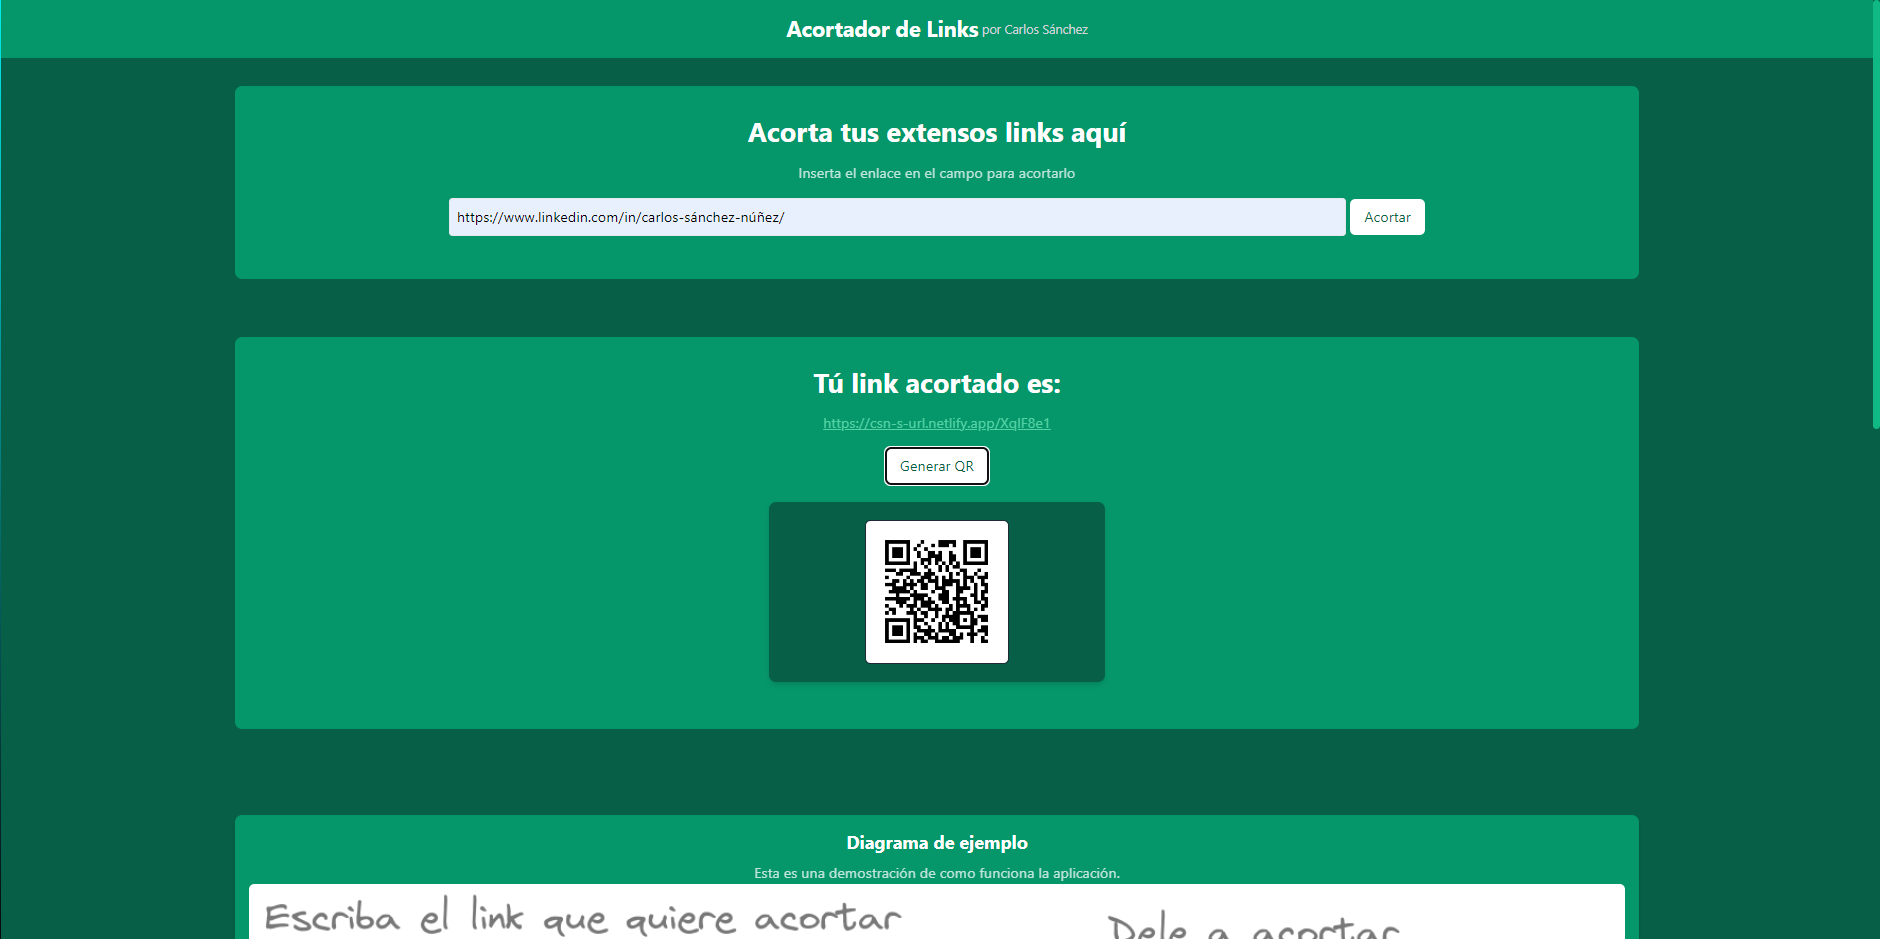 Acortador de Links por Carlos Sánchez
Acorta tus extensos links aquí
Inserta el enlace en el campo para acortarlo
https://www.linkedin.com/in/carlos-sánchez-núñez/ Acortar
Tú link acortado es:
https://csn-s-url.netlify.app/XqlF8e1
Generar QR
Diagrama de ejemplo
Esta es una demostración de como funciona la aplicación.
Escriba el link que quiere acortar
Dele a acortar